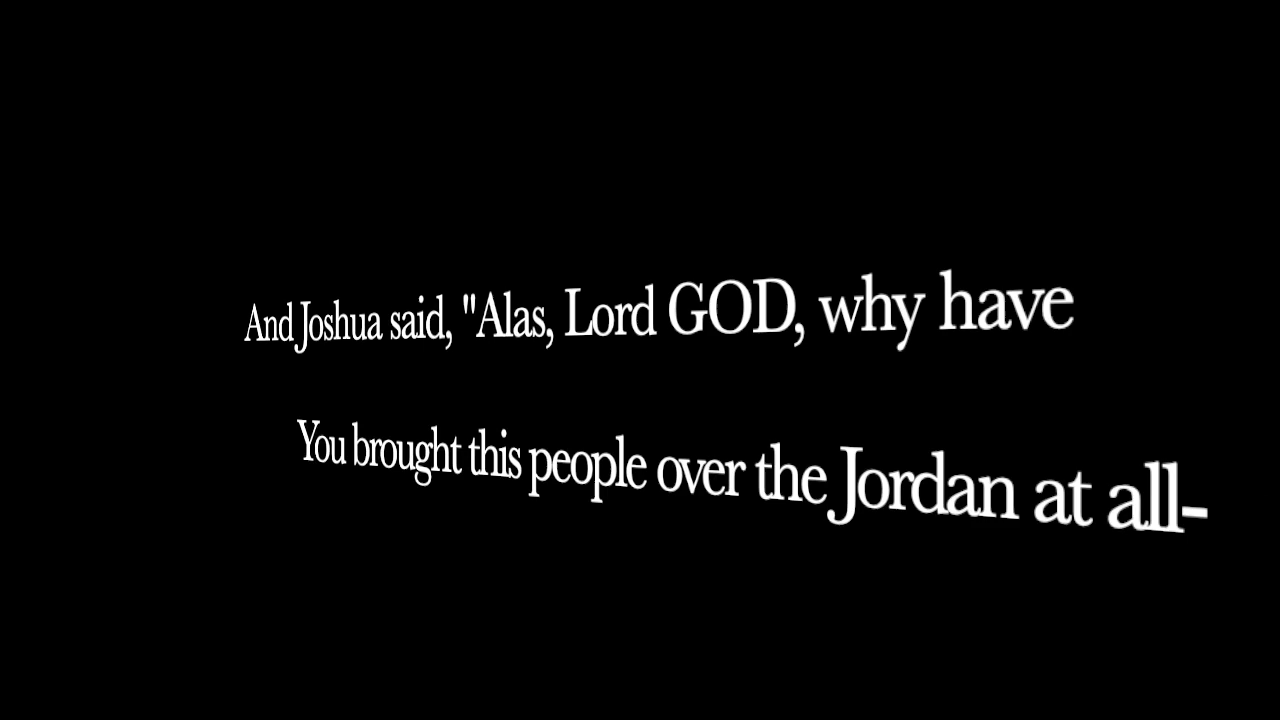 And Joshua said, "Alas, Lord GOD, why have
You brought this people over the Jordan at all-